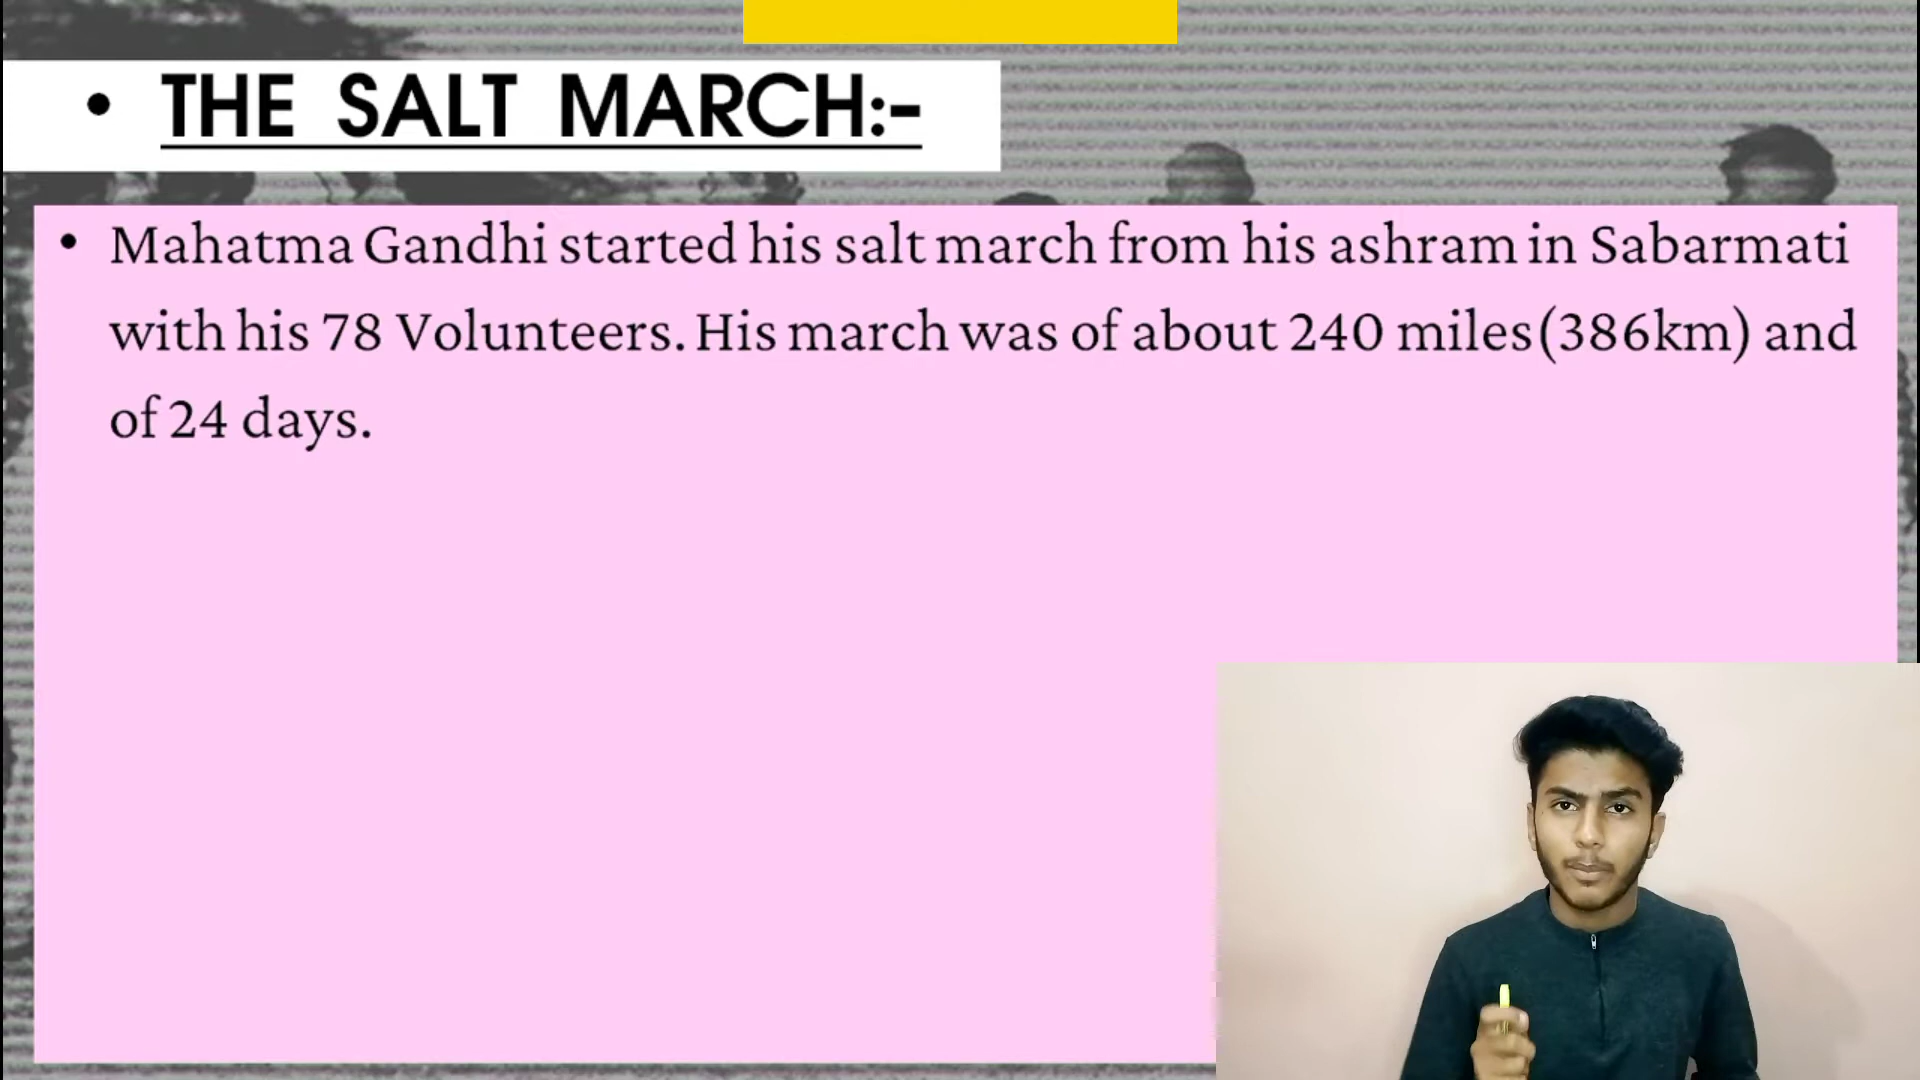 • THE SALT MARCH:-
• Mahatma Gandhi started his salt march from his ashram in Sabarmati
with his 78 Volunteers. His march was of about 240 miles(386km) and
of 24 days.